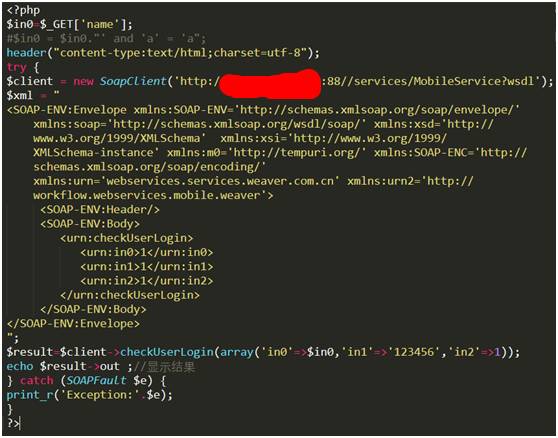 <?php
$in0=$_GET['name'];
#$in0 = $in0."' and 'a' = 'a";
header("content-type:text/html;charset=utf-8");
try {
$client = new SoapClient('http:/ :88//services/MobileService?wsdl');
$xml = "
<SOAP-ENV:Envelope xmlns:SOAP-ENV='http://schemas.xmlsoap.org/soap/envelope/'
xmlns:soap='http://schemas.xmlsoap.org/wsdl/soap/' xmlns:xsd='http://
www.w3.org/1999/XMLSchema'  xmlns:xsi='http://www.w3.org/1999/
XMLSchema-instance' xmlns:m0='http://tempuri.org/' xmlns:SOAP-ENC='http://
schemas.xmlsoap.org/soap/encoding/'
xmlns:urn='webservices.services.weaver.com.cn' xmlns:urn2='http://
workflow.webservices.mobile.weaver'>
<SOAP-ENV:Header/>
<SOAP-ENV:Body>
<urn:checkUserLogin>
<urn:in0>1</urn:in0>
<urn:in1>1</urn:in1>
<urn:in2>1</urn:in2>
</urn:checkUserLogin>
</SOAP-ENV:Body>
</SOAP-ENV:Envelope>
";
$result=$client->checkUserLogin(array('in0'=>$in0,'in1'=>'123456','in2'=>1));
echo $result->out ;//显示结果
} catch (SOAPFault $e) {
print_r('Exception:'.$e);
}
?>